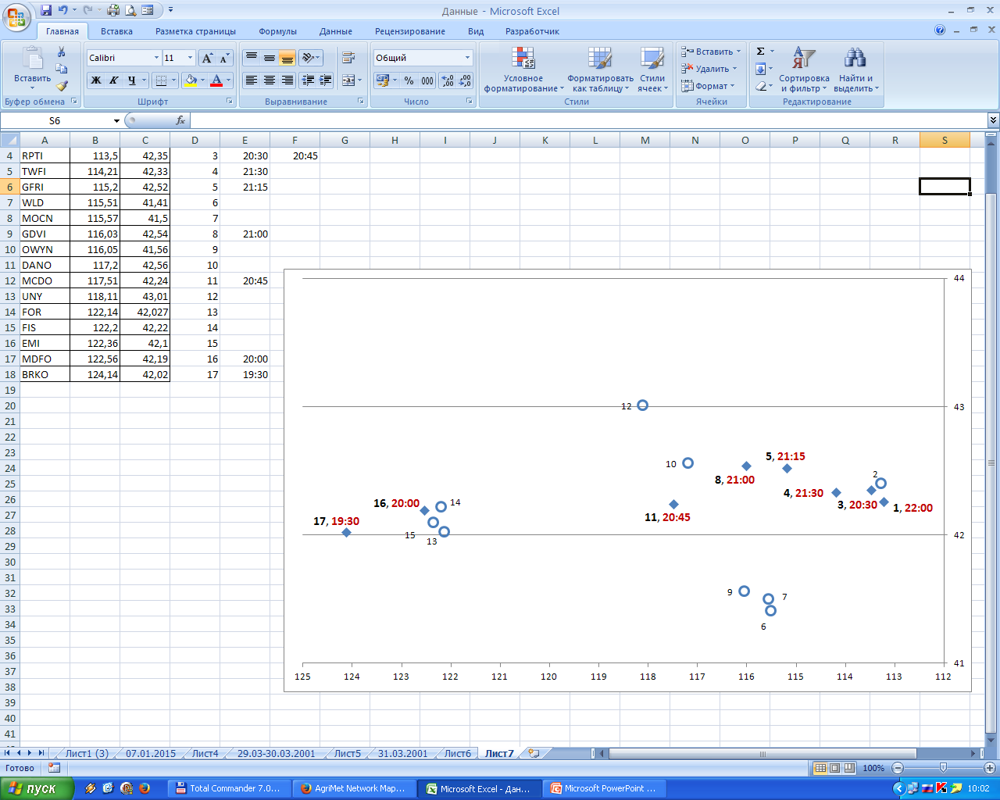 Данные - Microsoft Excel
Главная Вставка Разметка страницы Формулы Данные Рецензирование Вид Разработчик
Вставить
Буфер обмена
Calibri 11
Ж К Ч
Шрифт
Выравнивание
Общий
% 000
Число
Условное форматирование
Форматировать как таблицу
Стили ячеек
Стили
Вставить
Удалить
Формат
Ячейки
Σ
Сортировка и фильтр
Найти и выделить
Редактирование
S6 fx
A B C D E F G H I J K L M N O P Q R S
4 RPTI 113,5 42,35 3 20:30 20:45
5 TWFI 114,21 42,33 4 21:30
6 GFRI 115,2 42,52 5 21:15
7 WLD 115,51 41,41 6
8 MOCN 115,57 41,5 7
9 GDVI 116,03 42,54 8 21:00
10 OWYN 116,05 41,56 9
11 DANO 117,2 42,56 10
12 MCDO 117,51 42,24 11 20:45
13 UNY 118,11 43,01 12
14 FOR 122,14 42,027 13
15 FIS 122,2 42,22 14
16 EMI 122,36 42,1 15
17 MDFO 122,56 42,19 16 20:00
18 BRKO 124,14 42,02 17 19:30
19
20
21
22
23
24
25
26
27
28
29
30
31
32
33
34
35
36
37
38
39
40
41
44
43
12
5, 21:15
10
2
8, 21:00
4, 21:30
16, 20:00
14
3, 20:30
1, 22:00
11, 20:45
17, 19:30
15
13
42
9
7
6
41
125 124 123 122 121 120 119 118 117 116 115 114 113 112
Лист1 (3) 07.01.2015 Лист4 29.03-30.03.2001 Лист5 31.03.2001 Лист6 Лист7
Готово 100%
пуск Total Commander 7.0... AgriMet Network Map... Microsoft Excel - Дан... Microsoft PowerPoint ... 10:02